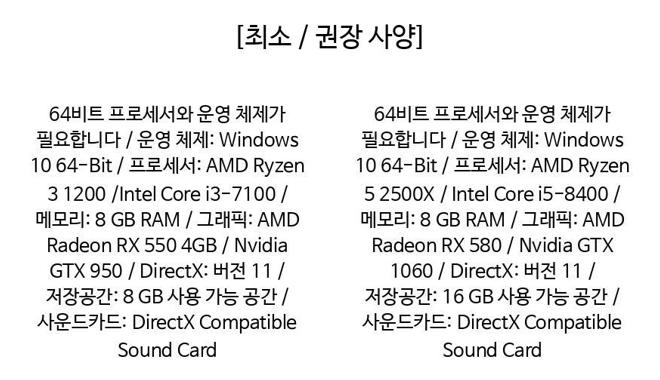 [최소 / 권장 사양]
64비트 프로세서와 운영 체제가
필요합니다 / 운영 체제: Windows
10 64-Bit / 프로세서: AMD Ryzen
3 1200 /Intel Core i3-7100 /
메모리: 8 GB RAM / 그래픽: AMD
Radeon RX 550 4GB / Nvidia
GTX 950 / DirectX: 버전 11 /
저장공간: 8 GB 사용 가능 공간 /
사운드카드: DirectX Compatible
Sound Card
64비트 프로세서와 운영 체제가
필요합니다 / 운영 체제: Windows
10 64-Bit / 프로세서: AMD Ryzen
5 2500X / Intel Core i5-8400 /
메모리: 8 GB RAM / 그래픽: AMD
Radeon RX 580 / Nvidia GTX
1060 / DirectX: 버전 11 /
저장공간: 16 GB 사용 가능 공간 /
사운드카드: DirectX Compatible
Sound Card